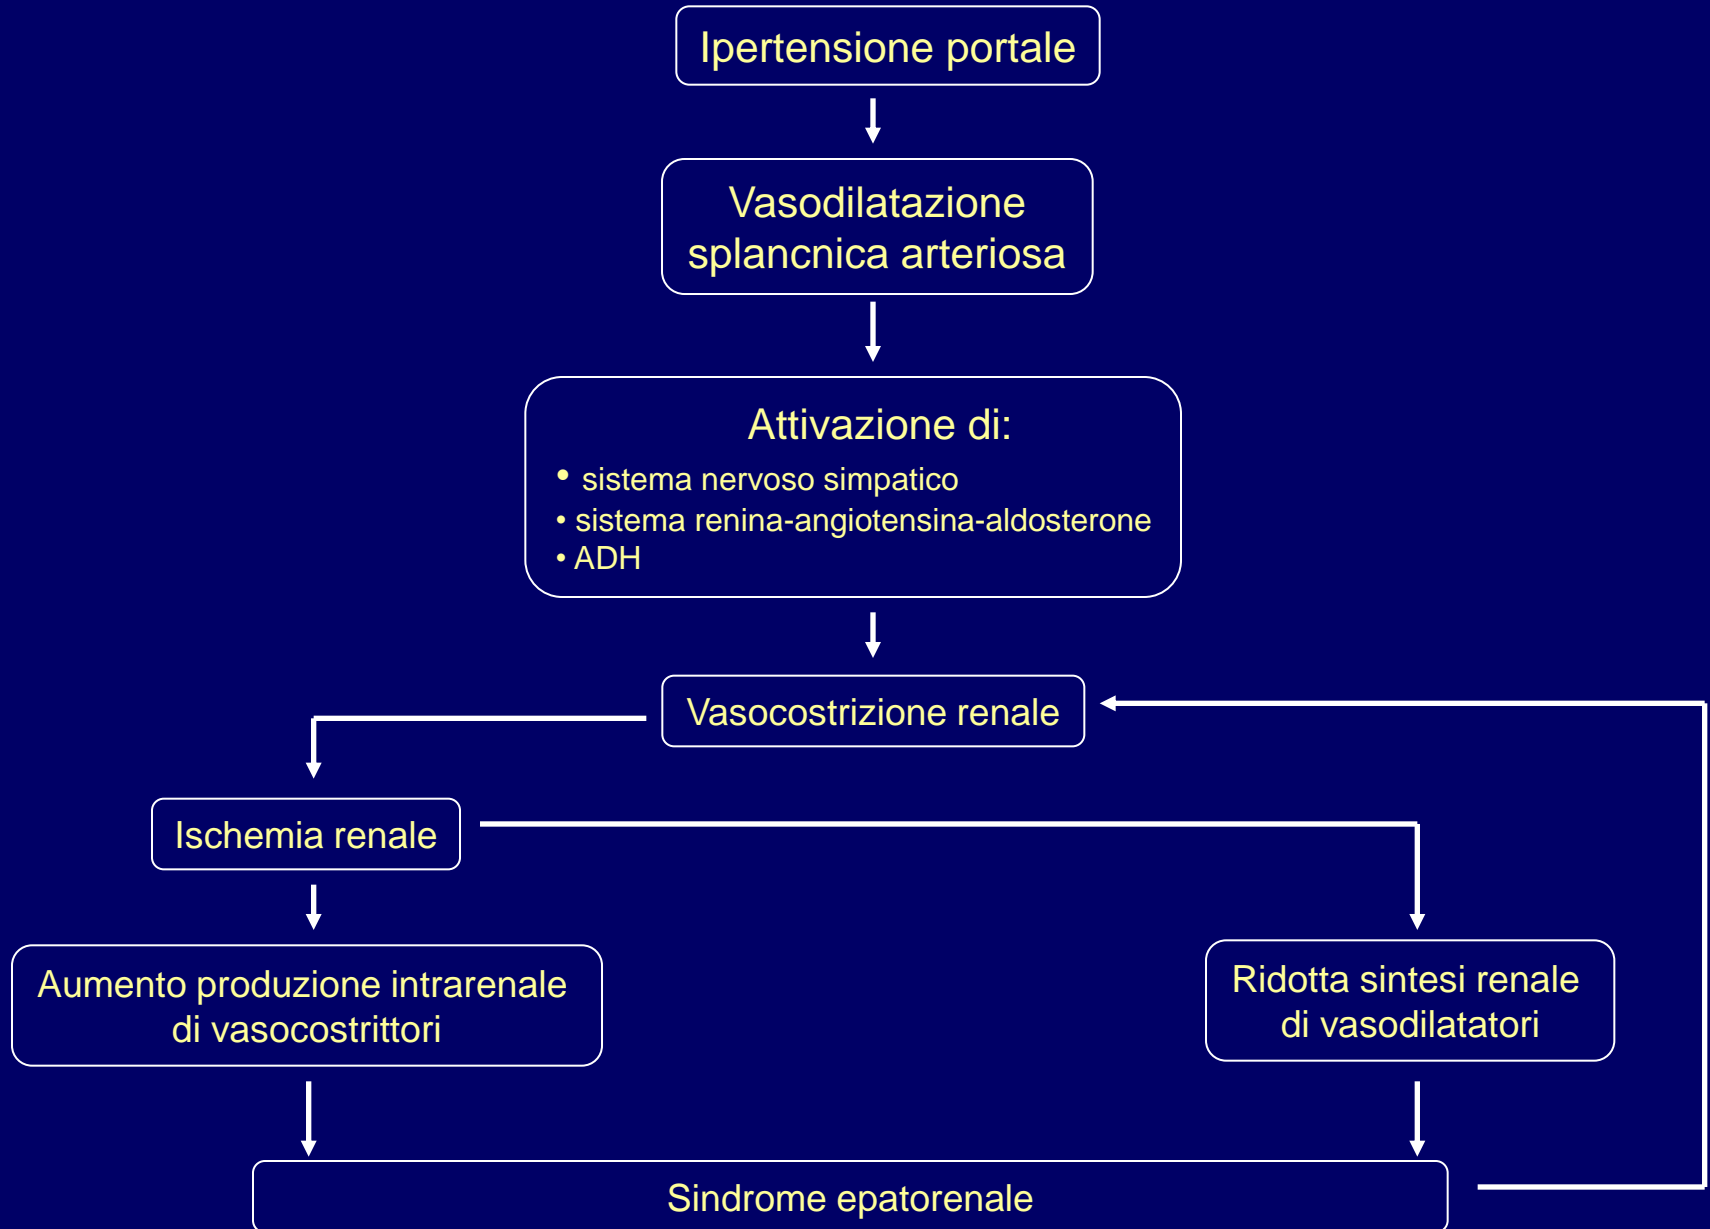 Ipertensione portale
Vasodilatazione
splancnica arteriosa
Attivazione di:
• sistema nervoso simpatico
• sistema renina-angiotensina-aldosterone
• ADH
Vasocostrizione renale
Ischemia renale
Aumento produzione intrarenale
di vasocostrittori
Ridotta sintesi renale
di vasodilatatori
Sindrome epatorenale